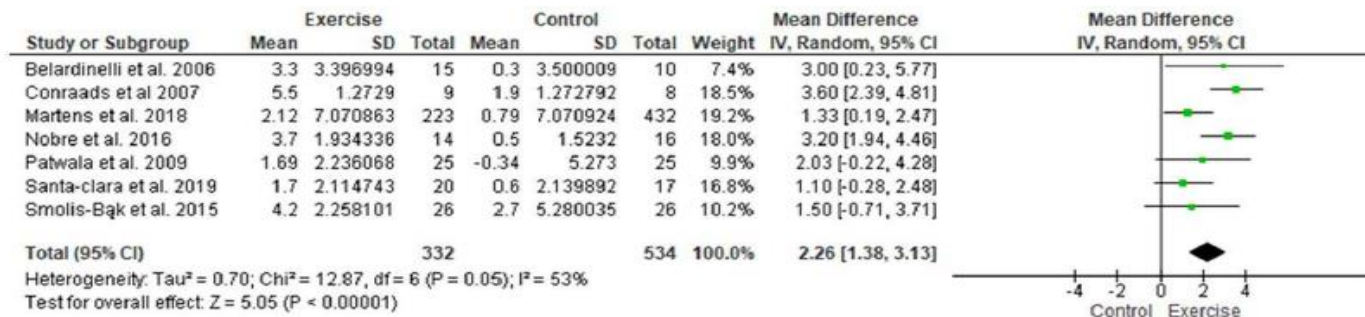 Exercise Control Mean Difference Mean Difference
Study or Subgroup Mean SD Total Mean SD Total Weight IV, Random, 95% CI IV, Random, 95% CI
Belardinelli et al. 2006 3.3 3.396994 15 0.3 3.500009 10 7.4% 3.00 [0.23, 5.77]
Conraads et al 2007 5.5 1.2729 9 1.9 1.272792 8 18.5% 3.60 [2.39, 4.81]
Martens et al. 2018 2.12 7.070863 223 0.79 7.070924 432 19.2% 1.33 [0.19, 2.47]
Nobre et al. 2016 3.7 1.934336 14 0.5 1.5232 16 18.0% 3.20 [1.94, 4.46]
Patwala et al. 2009 1.69 2.236068 25 -0.34 5.273 25 9.9% 2.03 [-0.22, 4.28]
Santa-clara et al. 2019 1.7 2.114743 20 0.6 2.139892 17 16.8% 1.10 [-0.28, 2.48]
Smolis-Bąk et al. 2015 4.2 2.258101 26 2.7 5.280035 26 10.2% 1.50 [-0.71, 3.71]
Total (95% CI) 332 534 100.0% 2.26 [1.38, 3.13]
Heterogeneity: Tau² = 0.70; Chi² = 12.87, df = 6 (P = 0.05); I² = 53%
Test for overall effect: Z = 5.05 (P < 0.00001)
-4 -2 0 2 4
Control Exercise